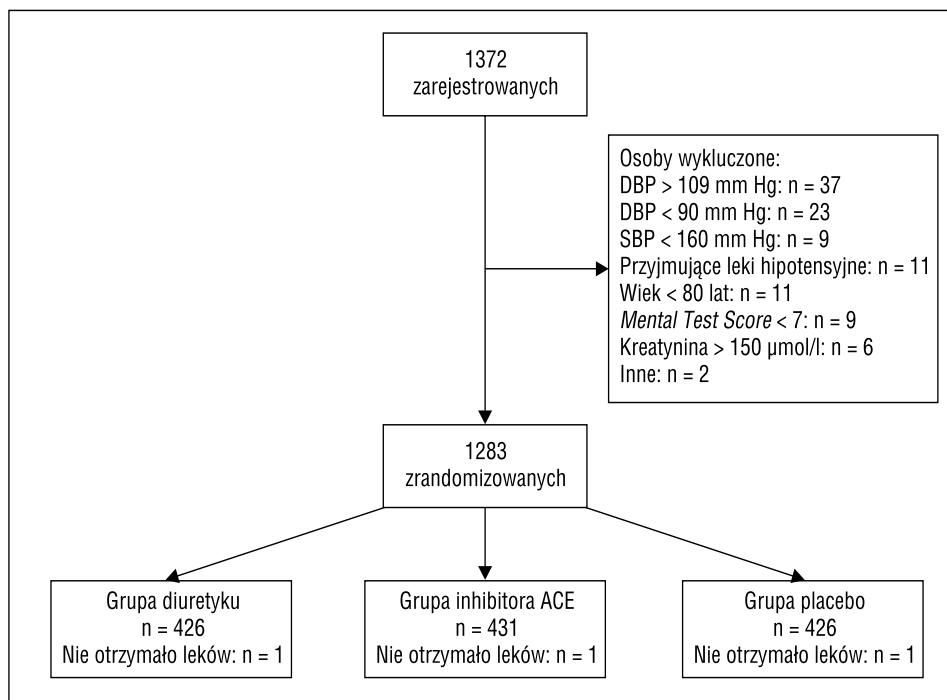 1372
zarejestrowanych
Osoby wykluczone:
DBP > 109 mm Hg: n = 37
DBP < 90 mm Hg: n = 23
SBP < 160 mm Hg: n = 9
Przyjmujące leki hipotensyjne: n = 11
Wiek < 80 lat: n = 11
Mental Test Score < 7: n = 9
Kreatynina > 150 µmol/l: n = 6
Inne: n = 2
1283
zrandomizowanych
Grupa diuretyku
n = 426
Nie otrzymało leków: n = 1
Grupa inhibitora ACE
n = 431
Nie otrzymało leków: n = 1
Grupa placebo
n = 426
Nie otrzymało leków: n = 1